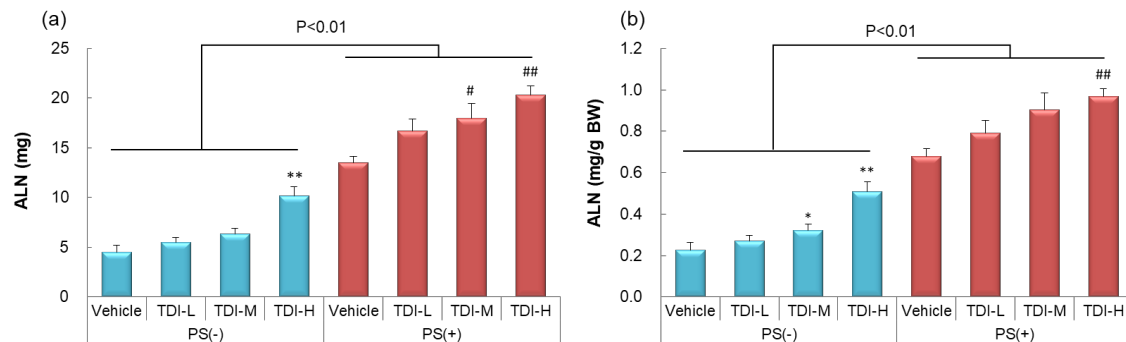 (a)
P<0.01
ALN (mg)
25
20
15
10
5
0
**
#
##
Vehicle TDI-L TDI-M TDI-H Vehicle TDI-L TDI-M TDI-H
PS(-) PS(+)
(b)
P<0.01
ALN (mg/g BW)
1.2
1.0
0.8
0.6
0.4
0.2
0.0
*
**
##
Vehicle TDI-L TDI-M TDI-H Vehicle TDI-L TDI-M TDI-H
PS(-) PS(+)